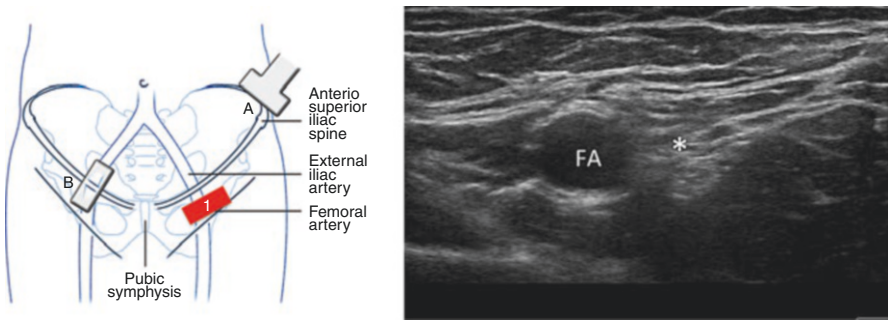 A
Anterio
superior
iliac
spine
External
iliac
artery
B
1
Femoral
artery
Pubic
symphysis
FA
*